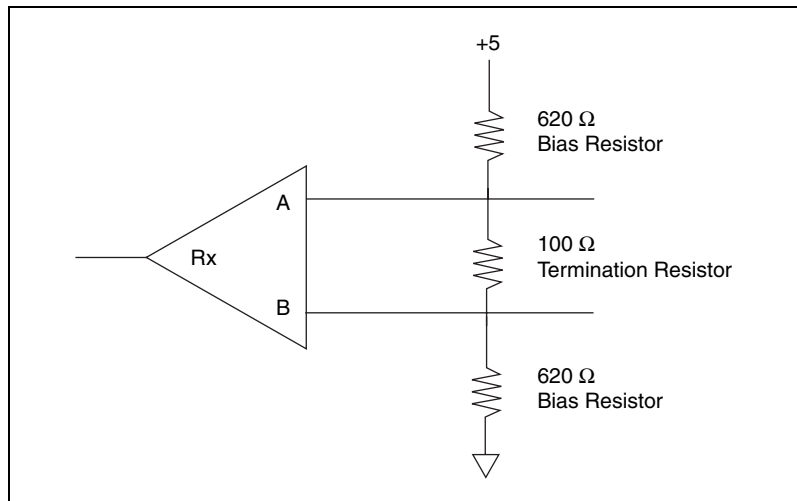 +5
620 Ω
Bias Resistor
A
Rx
100 Ω
Termination Resistor
B
620 Ω
Bias Resistor